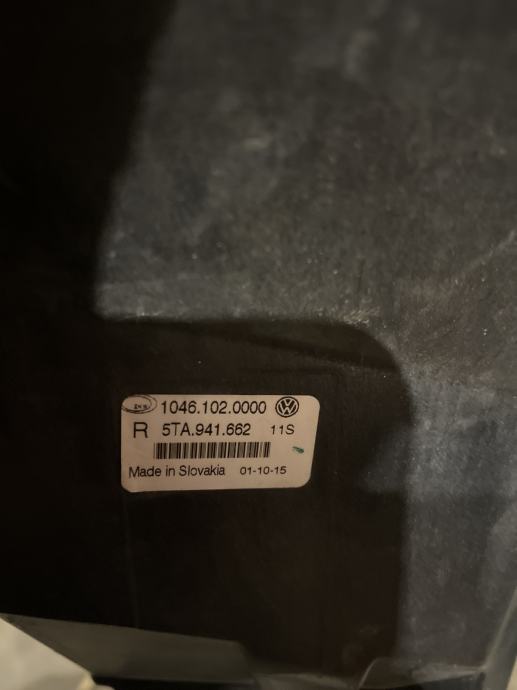 1046.102.0000
R 5TA.941.662 11S
Made in Slovakia 01-10-15